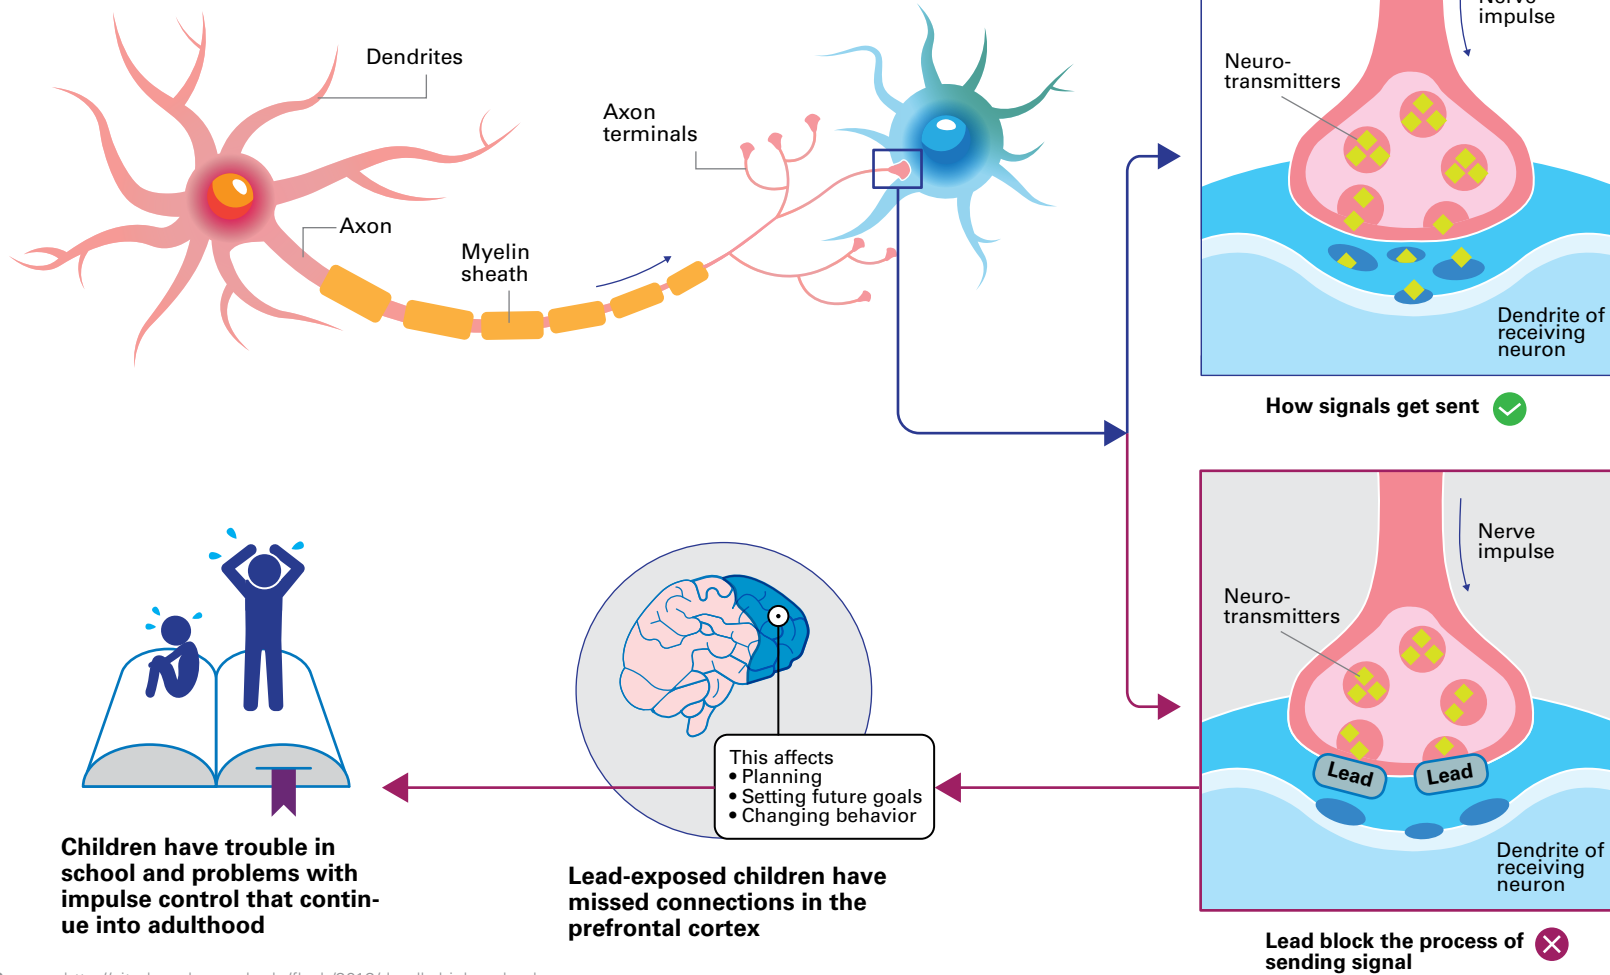 Dendrites
Axon
terminals
Axon
Myelin
sheath
impulse
Neuro-
transmitters
Dendrite of
receiving
neuron
How signals get sent
Nerve
impulse
Neuro-
transmitters
Lead
Lead
Dendrite of
receiving
neuron
Lead block the process of
sending signal
This affects
• Planning
• Setting future goals
• Changing behavior
Lead-exposed children have
missed connections in the
prefrontal cortex
Children have trouble in
school and problems with
impulse control that contin-
ue into adulthood